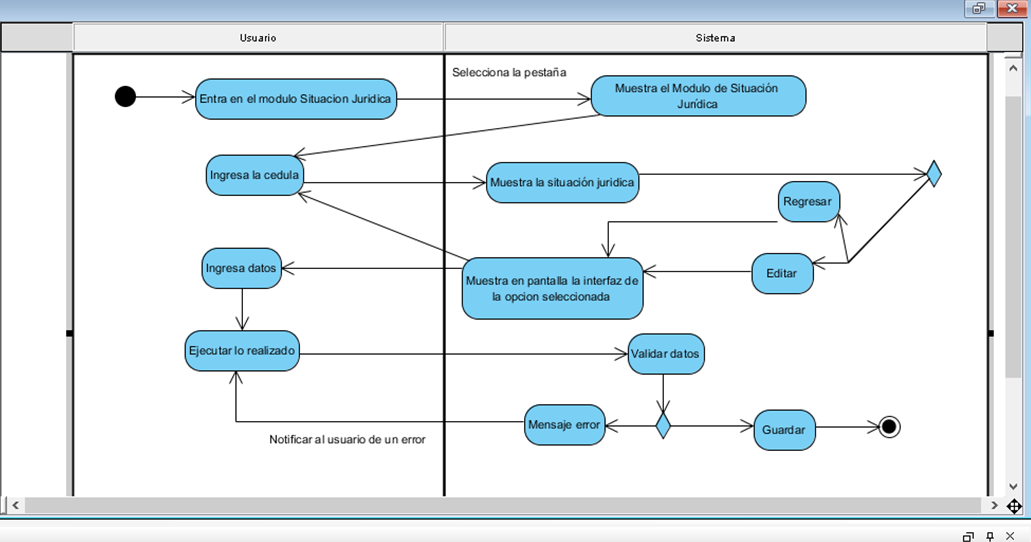 Usuario
Sistema
Selecciona la pestaña
Entra en el modulo Situacion Juridica
Muestra el Modulo de Situación
Jurídica
Ingresa la cedula
Muestra la situación juridica
Regresar
Ingresa datos
Muestra en pantalla la interfaz de
la opcion seleccionada
Editar
Ejecutar lo realizado
Validar datos
Mensaje error
Guardar
Notificar al usuario de un error